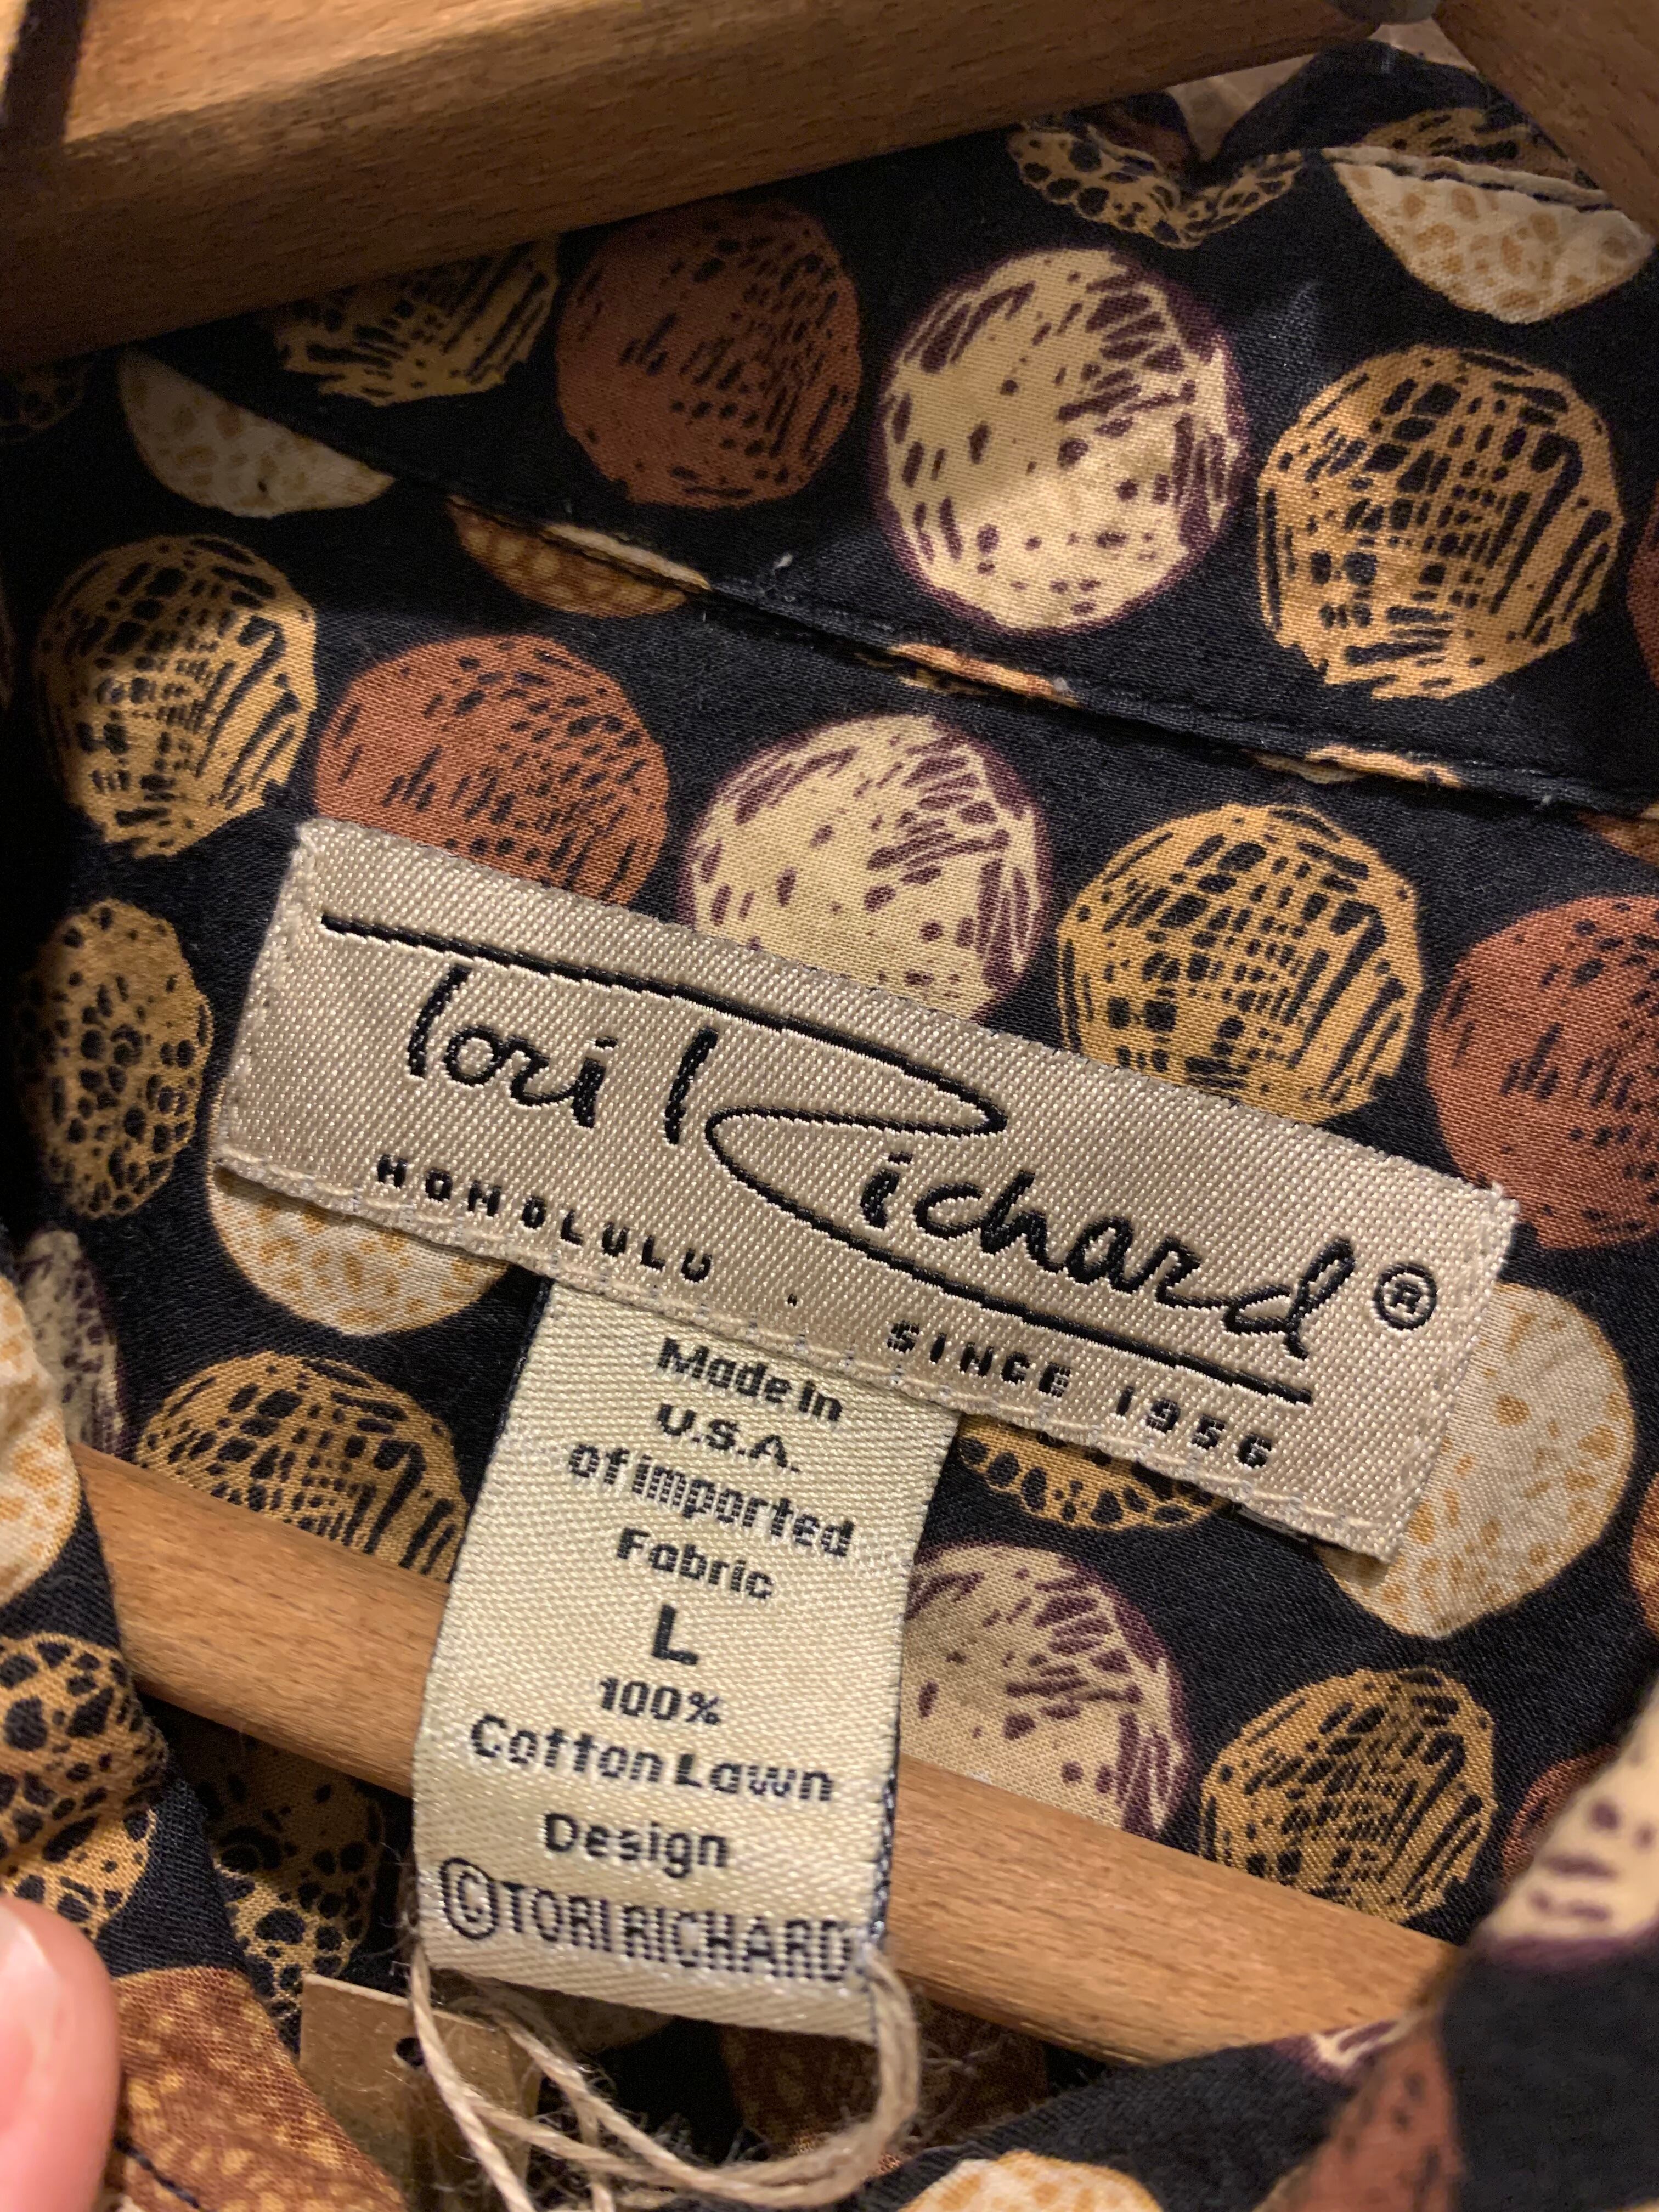 Tori Richard®
HONOLULU . SINCE 1956
Made In
U.S.A.
of imported
Fabric
L
100%
Cotton Lawn
Design
©TORI RICHARD